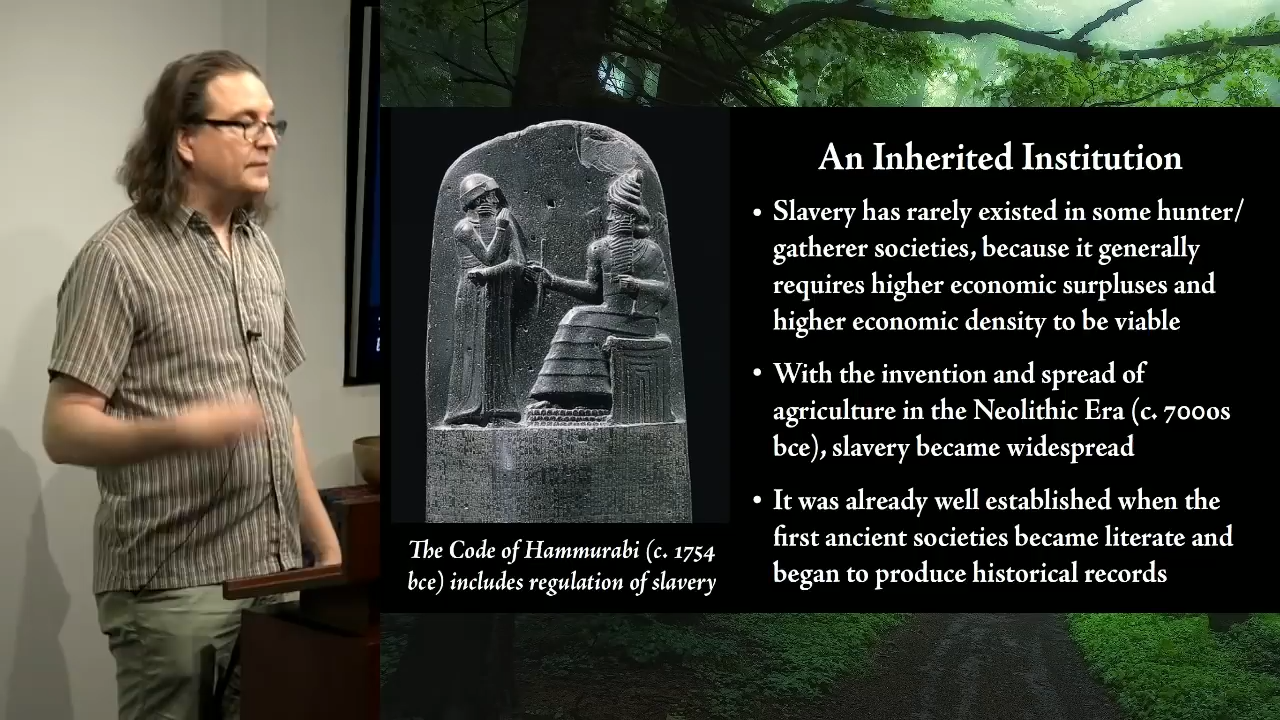 An Inherited Institution
• Slavery has rarely existed in some hunter/
gatherer societies, because it generally
requires higher economic surpluses and
higher economic density to be viable
• With the invention and spread of
agriculture in the Neolithic Era (c. 7000s
bce), slavery became widespread
• It was already well established when the
first ancient societies became literate and
began to produce historical records
The Code of Hammurabi (c. 1754
bce) includes regulation of slavery